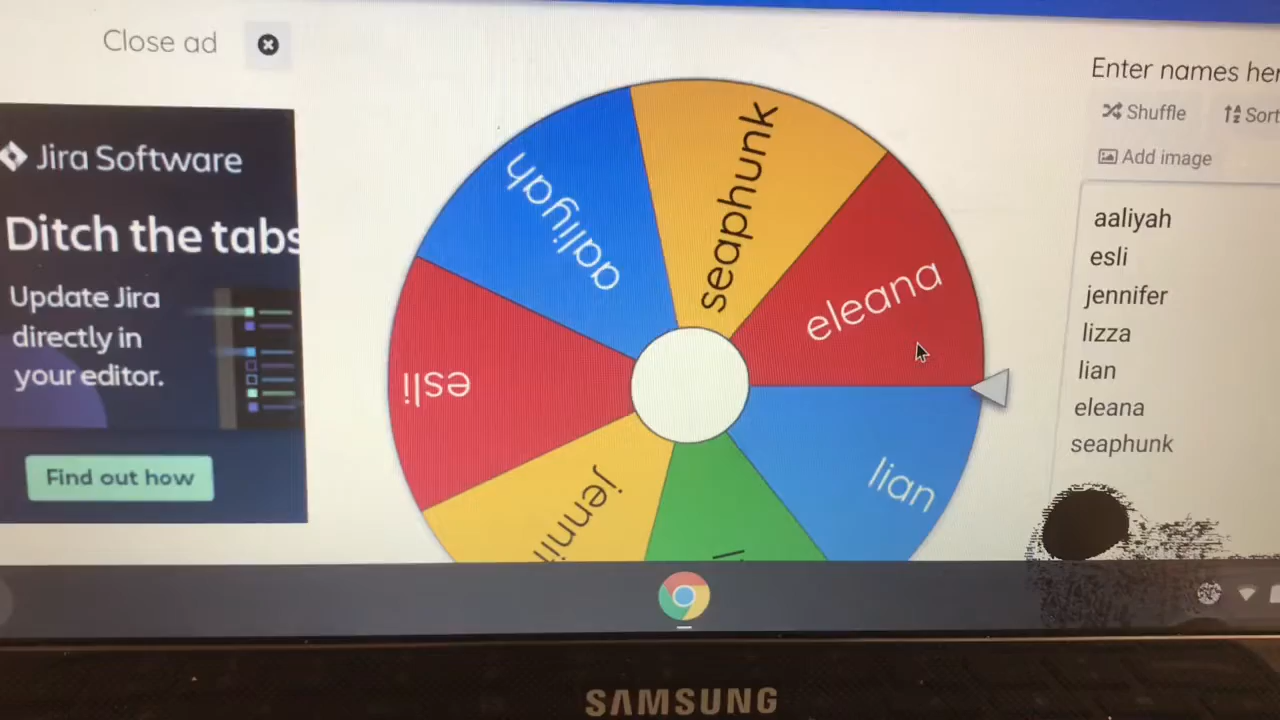 Close ad
Jira Software
Ditch the tabs
Update Jira
directly in
your editor.
Find out how
aaliyah
seaphunk
eleana
esli
lian
Enter names
Shuffle
Sort
Add image
aaliyah
esli
jennifer
lizza
lian
eleana
seaphunk
SAMSUNG